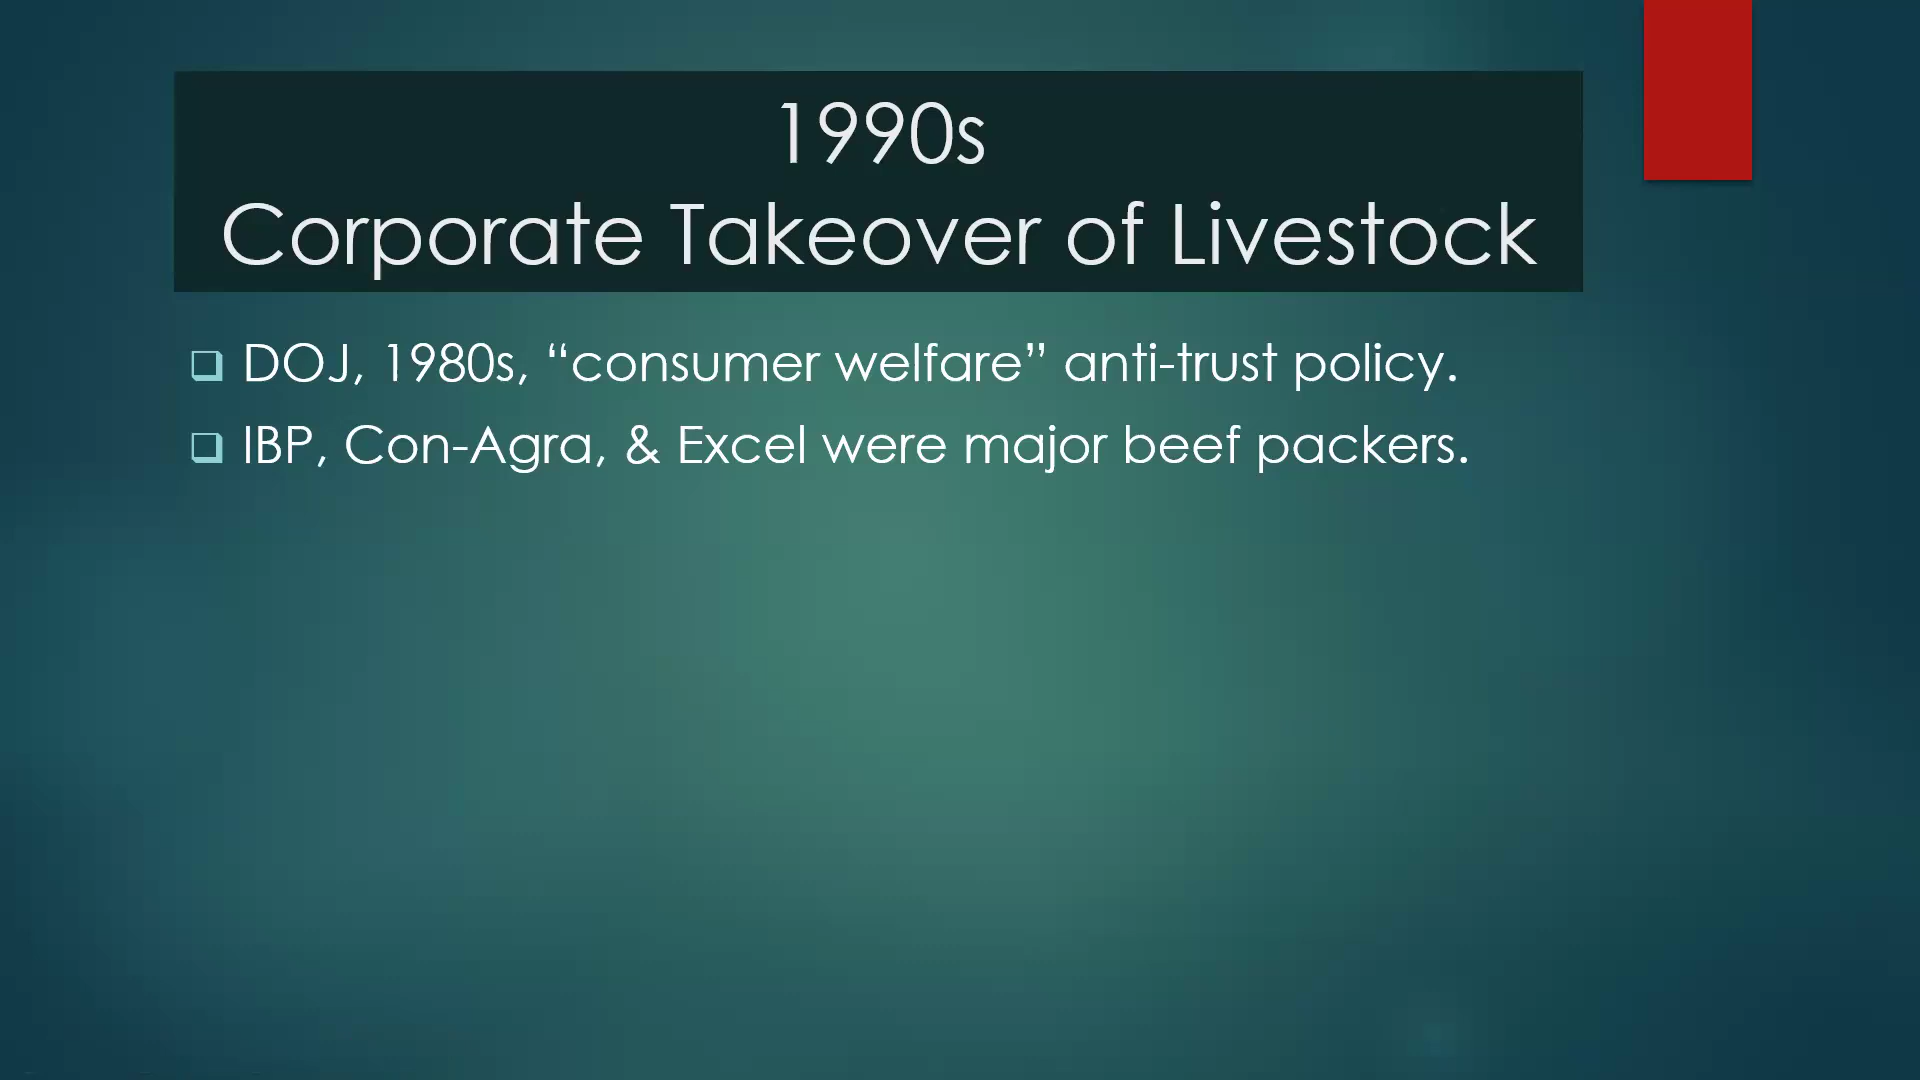 1990s
Corporate Takeover of Livestock
DOJ, 1980s, “consumer welfare” anti-trust policy.
IBP, Con-Agra, & Excel were major beef packers.